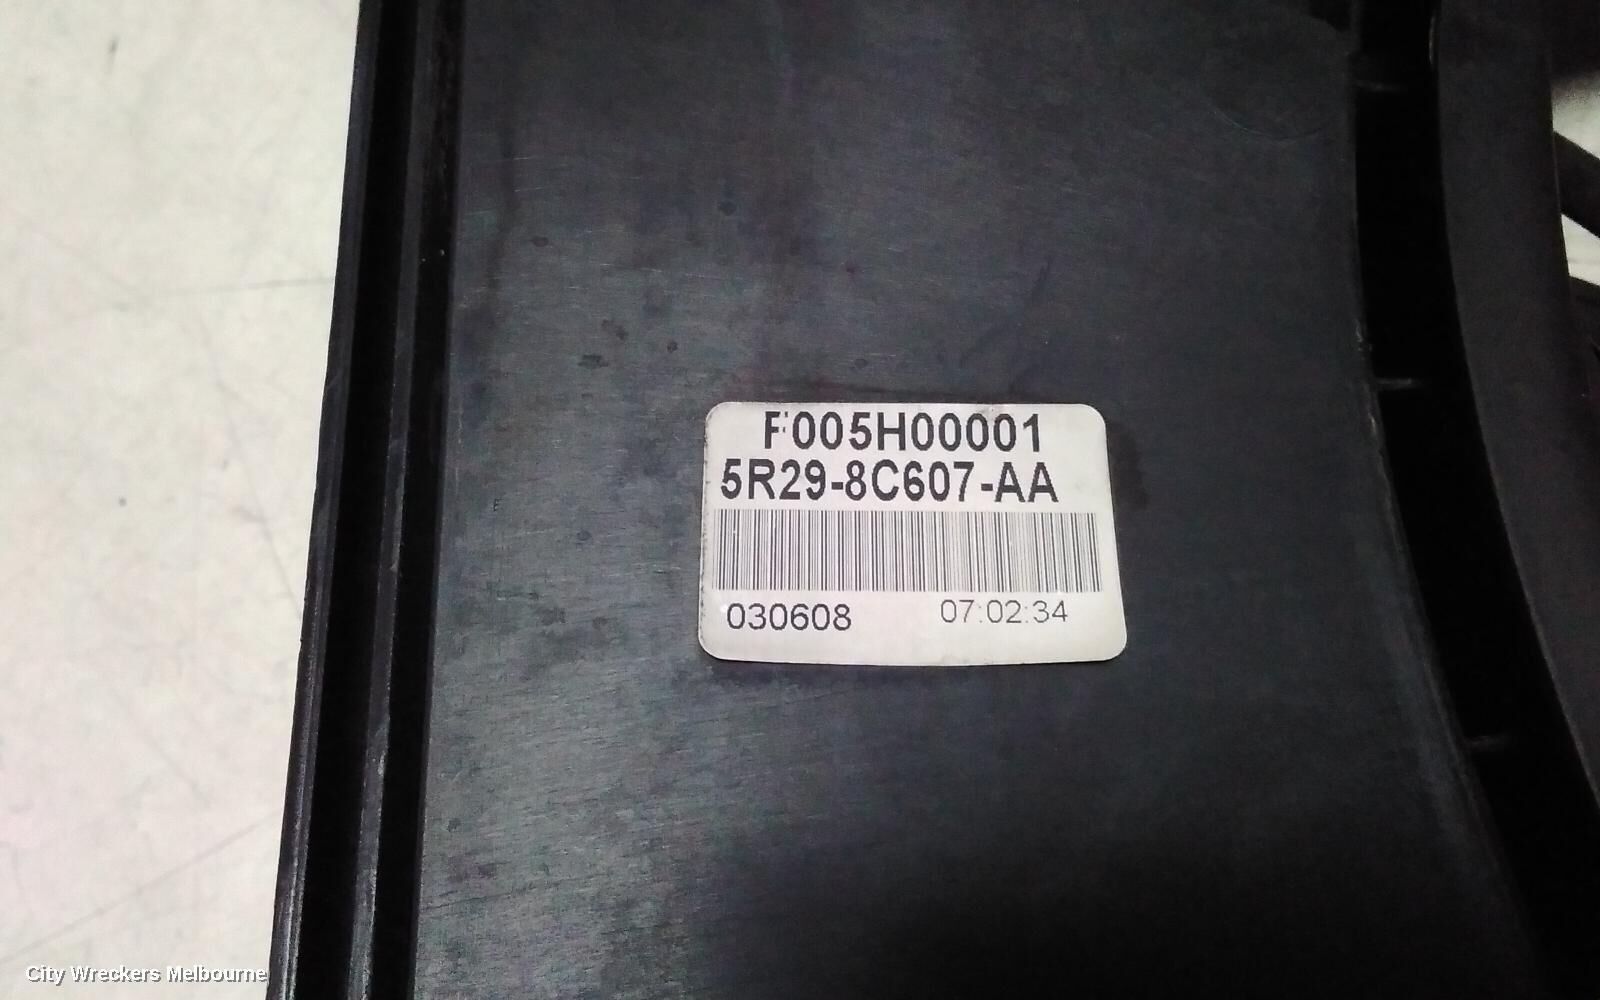 F005H00001
5R29-8C607-AA
030608 07:02:34
City Wreckers Melbourne